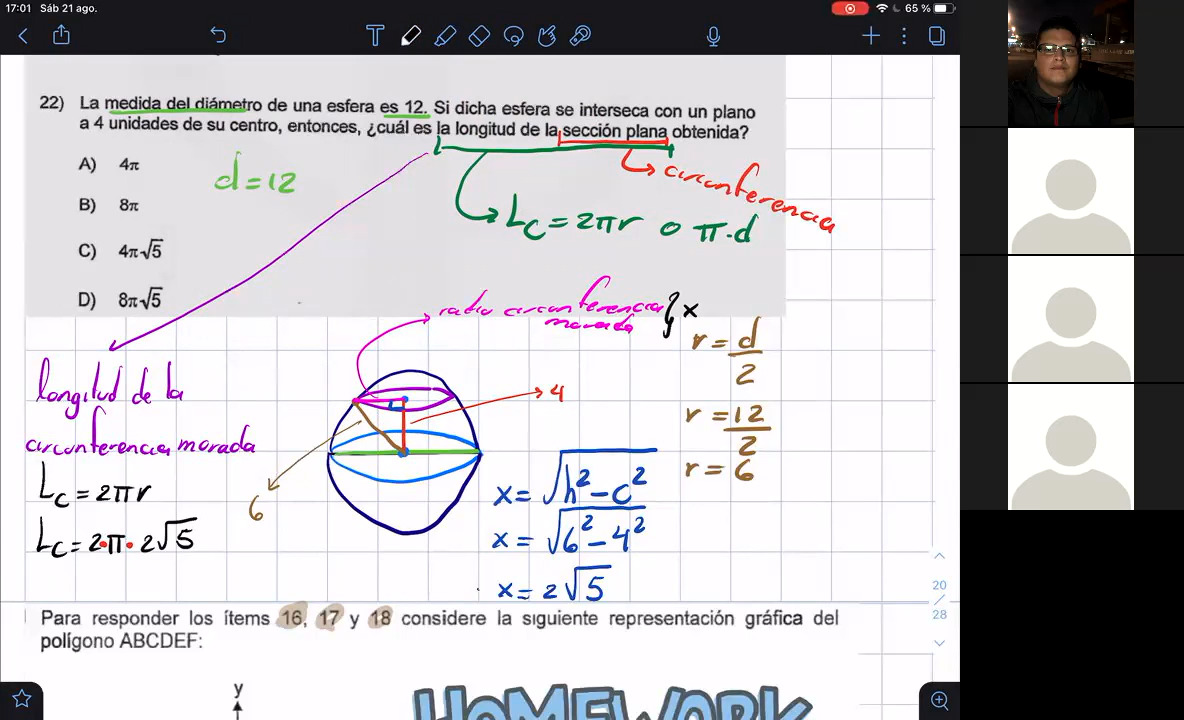 17:01 Sáb 21 ago.
65 %
22) La medida del diámetro de una esfera es 12. Si dicha esfera se interseca con un plano
a 4 unidades de su centro, entonces, ¿cuál es la longitud de la sección plana obtenida?
A) 4π
B) 8π
C) 4π√5
D) 8π√5
d = 12
circunferencia
Lc = 2πr o π·d
radio circunferencia
morada
} x
r = d/2
r = 12/2
r = 6
longitud de la
circunferencia morada
Lc = 2πr
Lc = 2·π·2√5
4
6
x = √h² - c²
x = √6² - 4²
x = 2√5
20
/
28
Para responder los ítems 16, 17 y 18 considere la siguiente representación gráfica del
polígono ABCDEF:
y
HOMEWORK